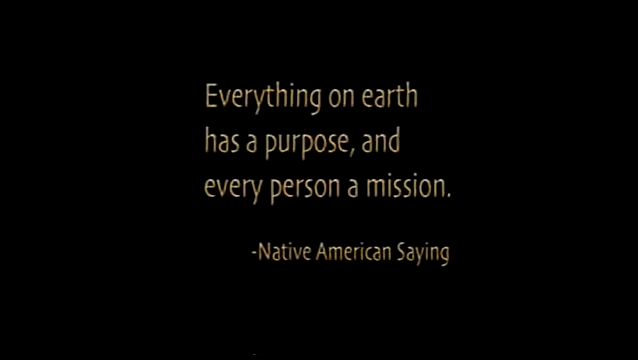 Everything on earth
has a purpose, and
every person a mission.
-Native American Saying